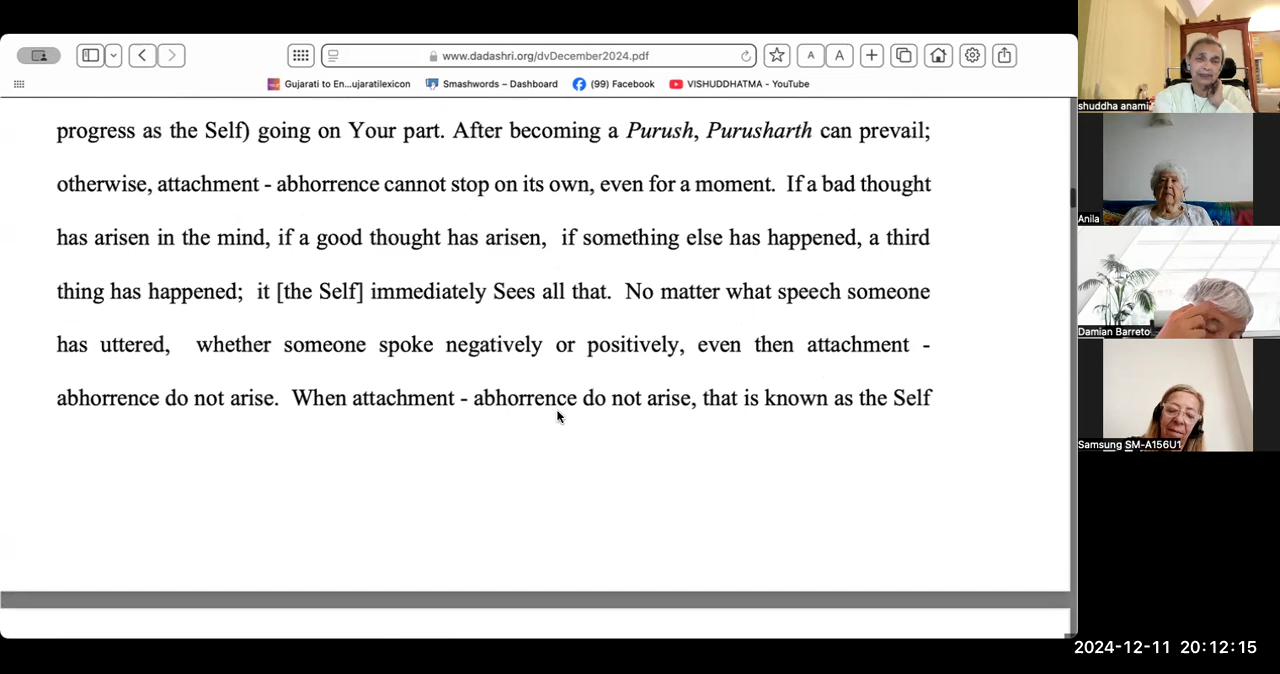 www.dadashri.org/dvDecember2024.pdf
A
A
Gujarati to En...ujaratilexicon
Smashwords – Dashboard
(99) Facebook
VISHUDDHATMA - YouTube
progress as the Self) going on Your part. After becoming a Purush, Purusharth can prevail;
otherwise, attachment - abhorrence cannot stop on its own, even for a moment. If a bad thought
has arisen in the mind, if a good thought has arisen, if something else has happened, a third
thing has happened; it [the Self] immediately Sees all that. No matter what speech someone
has uttered, whether someone spoke negatively or positively, even then attachment -
abhorrence do not arise. When attachment - abhorrence do not arise, that is known as the Self
shuddha anami
Anila
Damian Barreto
Samsung SM-A156U1
2024-12-11 20:12:15